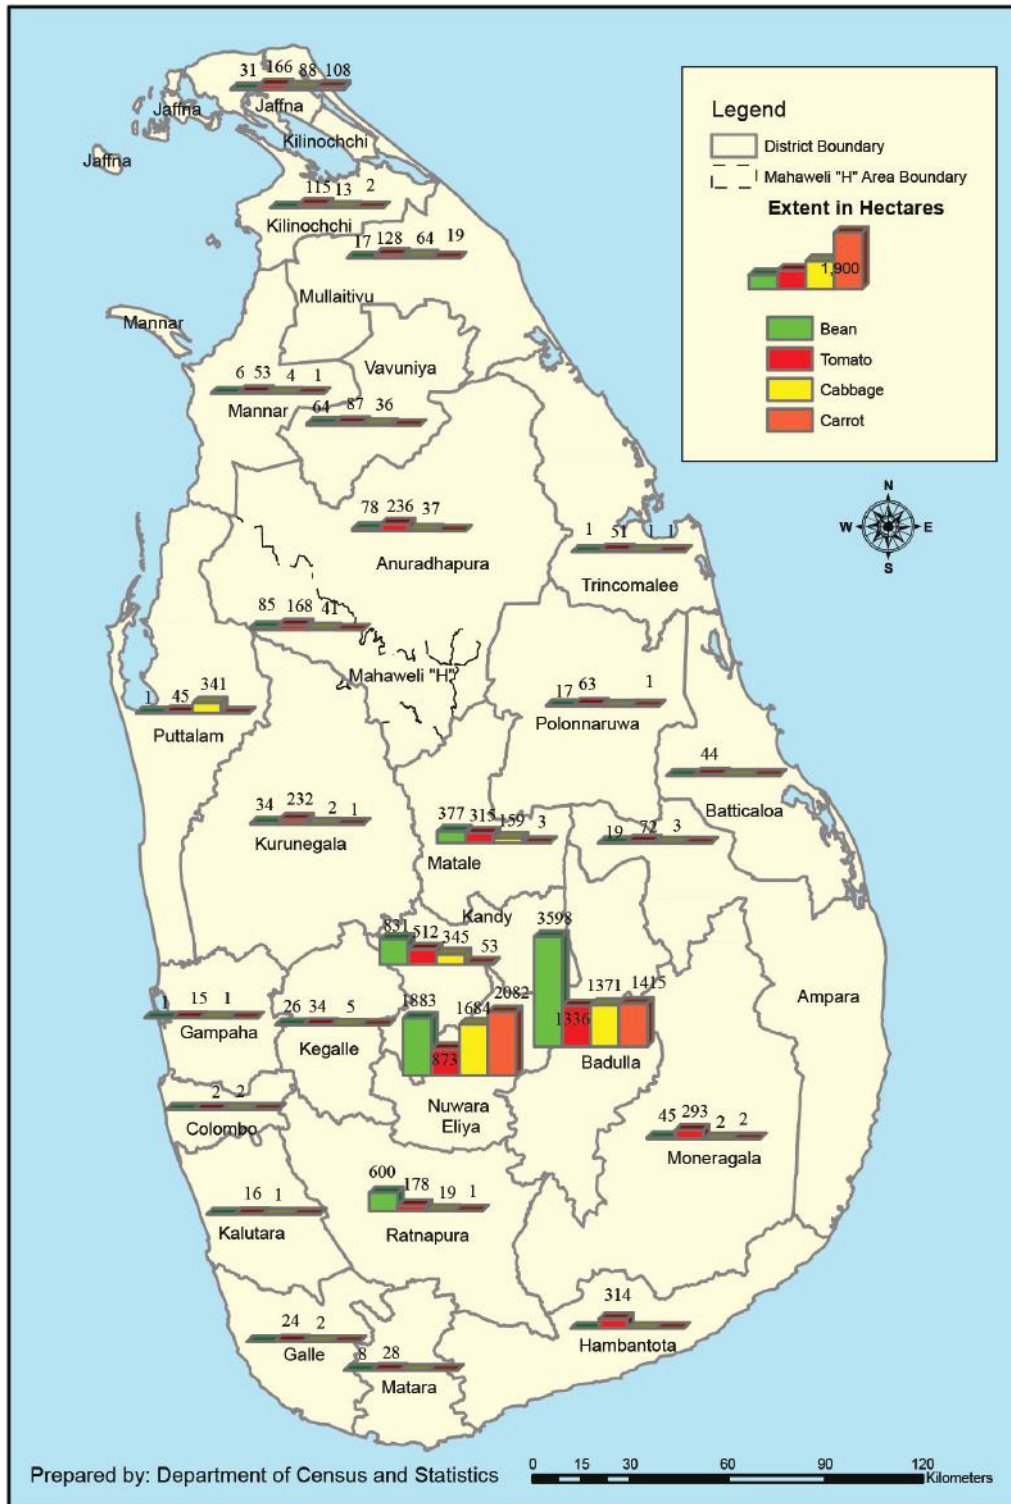 31 166 88 108
Jaffna
Jaffna
Jaffna
Kilinochchi
115 13 2
Kilinochchi
17 128 64 19
Mullaitivu
Mannar
Vavuniya
6 53 4 1
Mannar
64 87 36
78 236 37
Anuradhapura
1 51 1 1
Trincomalee
85 168 41
Mahaweli "H"
1 45 341
Puttalam
17 63 1
Polonnaruwa
44
Batticaloa
34 232 2 1
Kurunegala
377 315 159 3
Matale
19 72 3
Kandy
831 512 345 53
3598 1336 1371 1415
Badulla
Ampara
1 15 1
Gampaha
26 34 5
Kegalle
1883 873 1684 2082
Nuwara
Eliya
2 2
Colombo
45 293 2 2
Moneragala
600 178 19 1
Ratnapura
16 1
Kalutara
314
Hambantota
24 2
Galle
8 28
Matara
Legend
District Boundary
Mahaweli "H" Area Boundary
Extent in Hectares
1,900
Bean
Tomato
Cabbage
Carrot
N
W E
S
Prepared by: Department of Census and Statistics
0 15 30 60 90 120
Kilometers